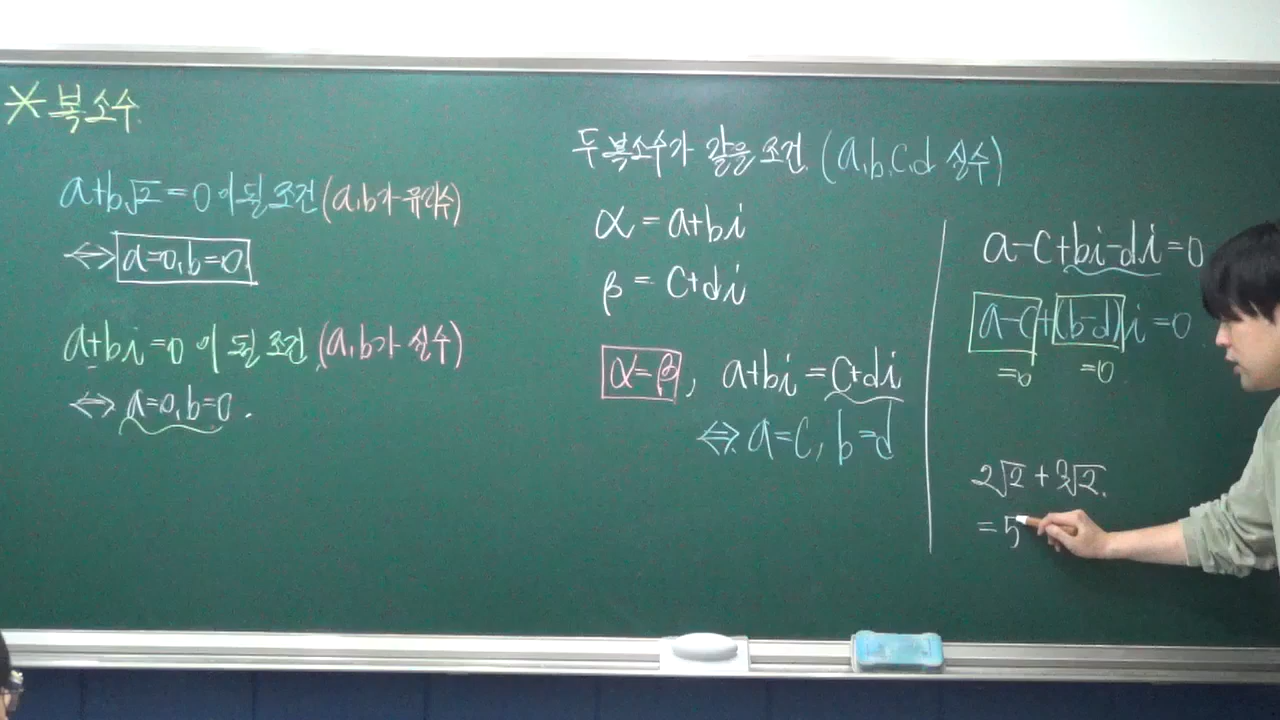 * 복소수.
a+b√2=0 이 될 조건 (a,b가 유리수)
⟺ a=0, b=0.
a+bi=0 이 될 조건 (a,b가 실수)
⟺ a=0, b=0.
두 복소수가 같을 조건. (a,b,c,d 실수)
α = a+bi
β = c+di
α=β, a+bi = c+di
⟺ a=c, b=d
a-c+bi-di=0
a-c+(b-d)i=0
=0 =0
2√2+3√2.
=5